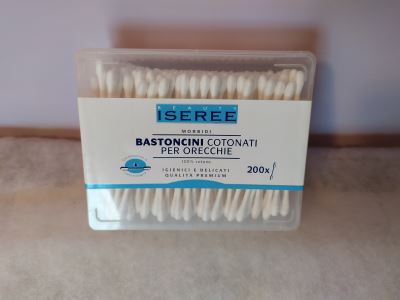 BEAUTY
ISEREE
MORBIDI
BASTONCINI COTONATI
PER ORECCHIE
100% cotone
IGIENICI E DELICATI
QUALITÀ PREMIUM
200x